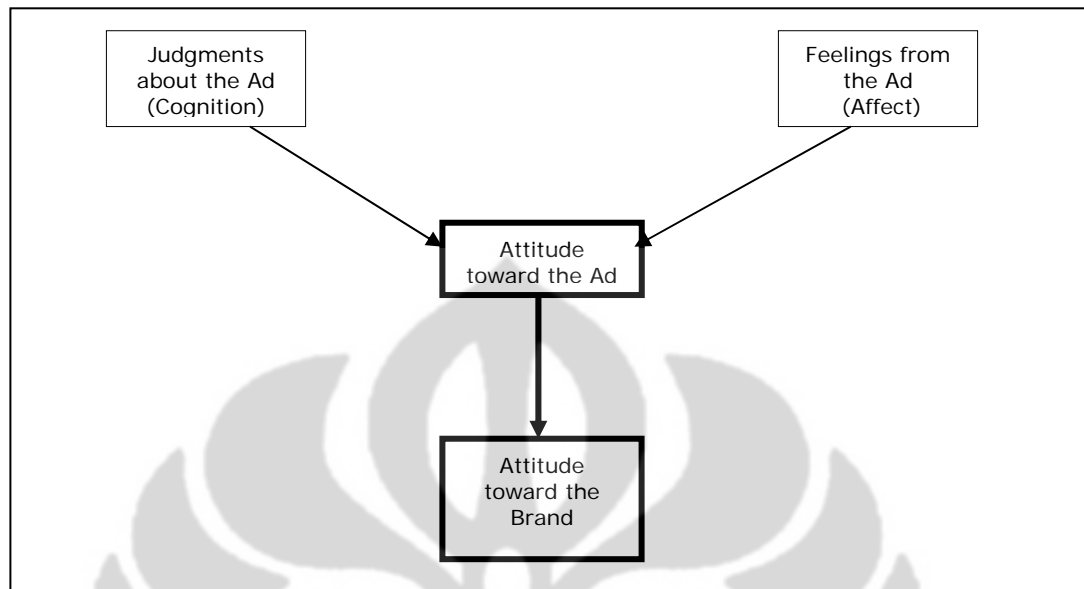 Judgments
about the Ad
(Cognition)
Feelings from
the Ad
(Affect)
Attitude
toward the Ad
Attitude
toward the
Brand